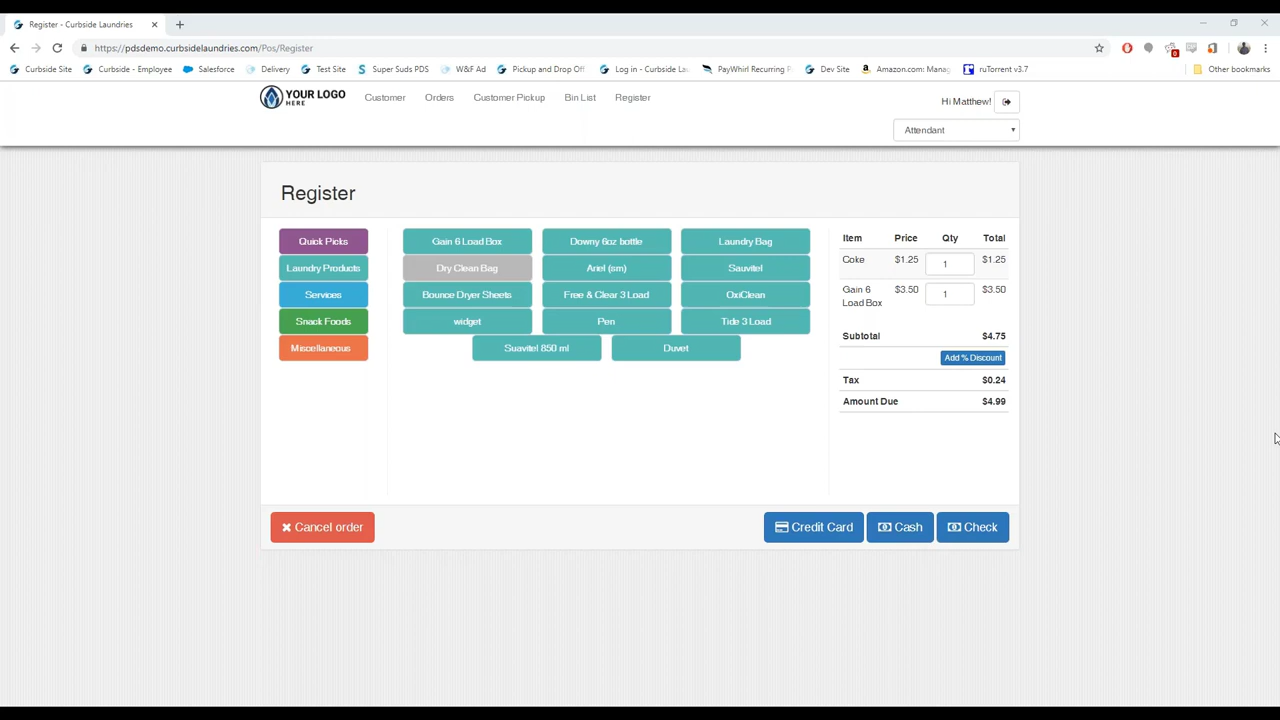 Register - Curbside Laundries
https://pdsdemo.curbsidelaundries.com/Pos/Register
Curbside Site Curbside - Employee Salesforce Delivery Test Site Super Suds PDS W&F Ad Pickup and Drop Off Log in - Curbside La PayWhirl Recurring P Dev Site Amazon.com: Manag ruTorrent v3.7 Other bookmarks
YOUR LOGO
HERE
Customer Orders Customer Pickup Bin List Register
Hi Matthew!
Attendant
Register
Quick Picks
Laundry Products
Services
Snack Foods
Miscellaneous
Gain 6 Load Box Downy 6oz bottle Laundry Bag
Dry Clean Bag Ariel (sm) Sauvitel
Bounce Dryer Sheets Free & Clear 3 Load OxiClean
widget Pen Tide 3 Load
Suavitel 850 ml Duvet
Item Price Qty Total
Coke $1.25 1 $1.25
Gain 6 $3.50 1 $3.50
Load Box
Subtotal $4.75
Add % Discount
Tax $0.24
Amount Due $4.99
Cancel order Credit Card Cash Check